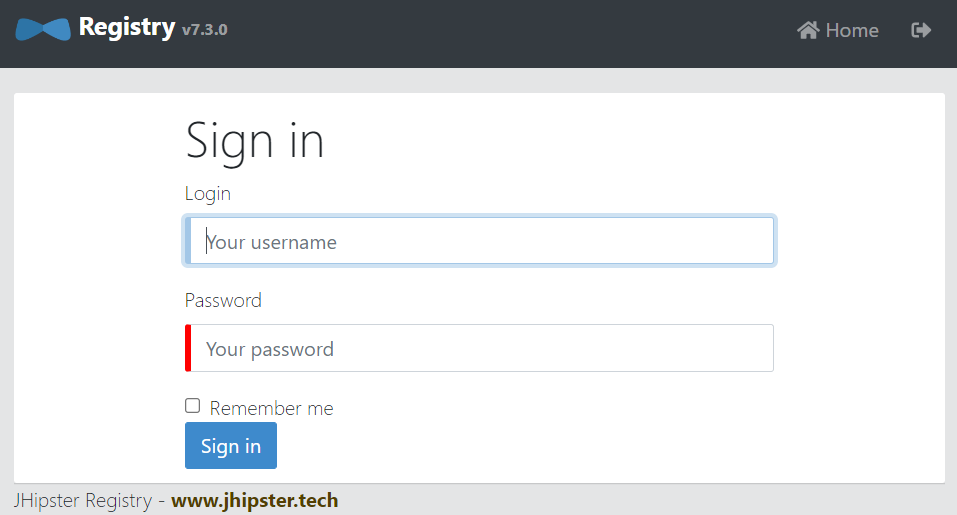 Registry v7.3.0 Home
Sign in
Login
Your username
Password
Your password
Remember me
Sign in
JHipster Registry - www.jhipster.tech